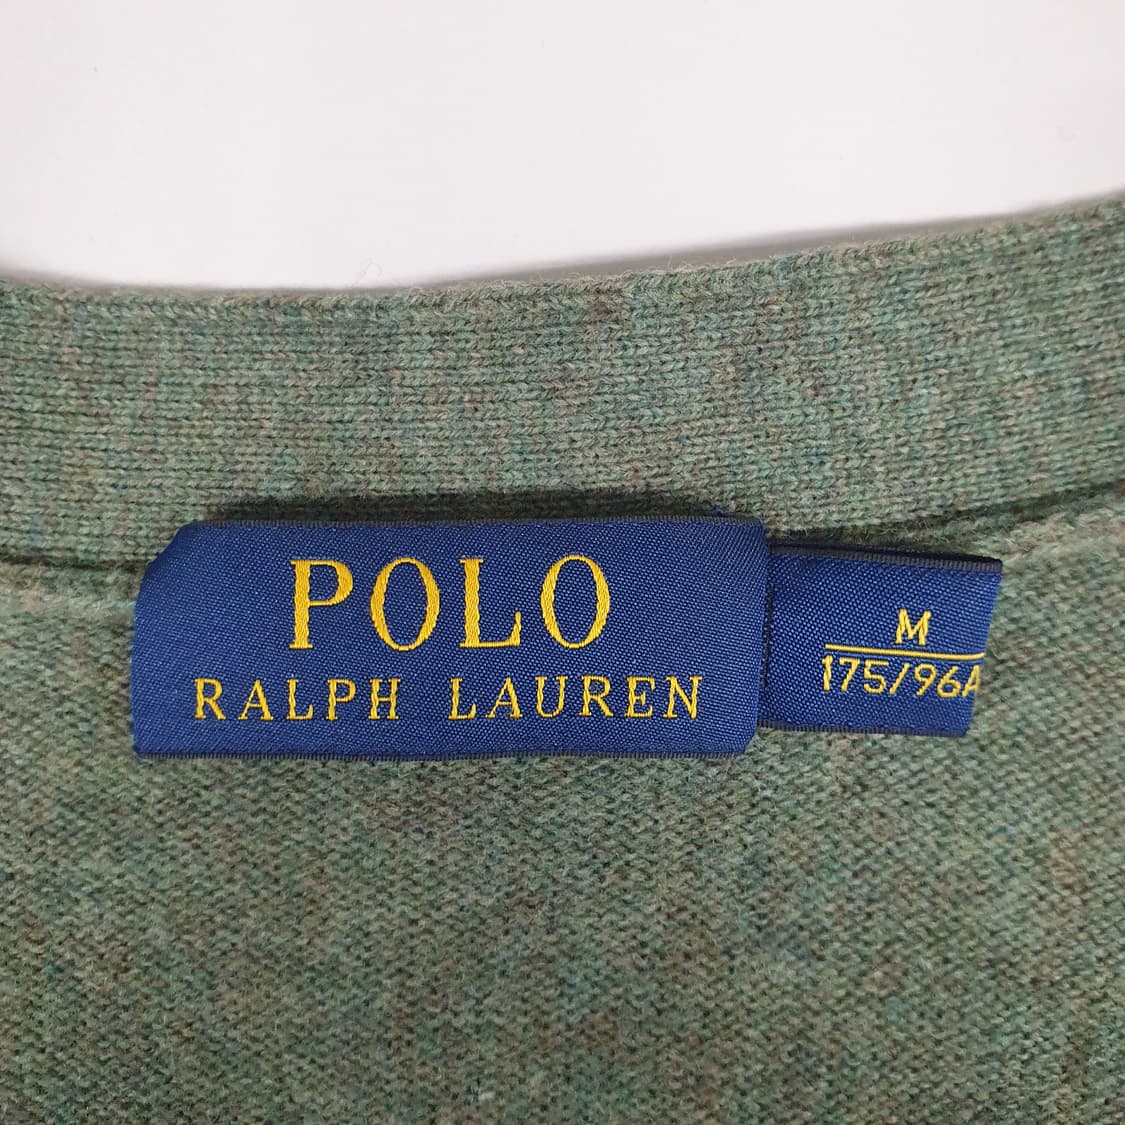 POLO
RALPH LAUREN
M
175/96A